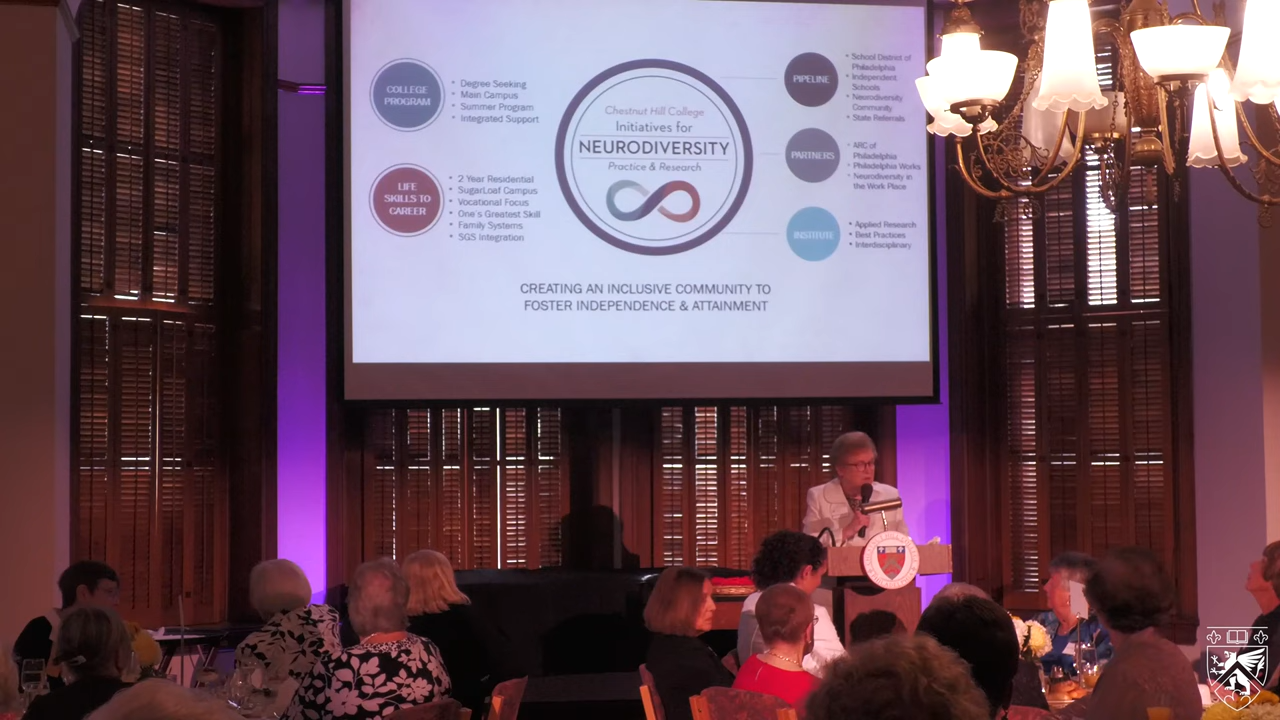 COLLEGE
PROGRAM
• Degree Seeking
• Main Campus
• Summer Program
• Integrated Support
LIFE
SKILLS TO
CAREER
• 2 Year Residential
• SugarLoaf Campus
• Vocational Focus
• One's Greatest Skill
• Family Systems
• SGS Integration
Chestnut Hill College
Initiatives for
NEURODIVERSITY
Practice & Research
PIPELINE
• School District of
Philadelphia
• Independent
Schools
• Neurodiversity
Community
• State Referrals
PARTNERS
• ARC of
Philadelphia
• Philadelphia Works
• Neurodiversity in
the Work Place
INSTITUTE
• Applied Research
• Best Practices
• Interdisciplinary
CREATING AN INCLUSIVE COMMUNITY TO
FOSTER INDEPENDENCE & ATTAINMENT